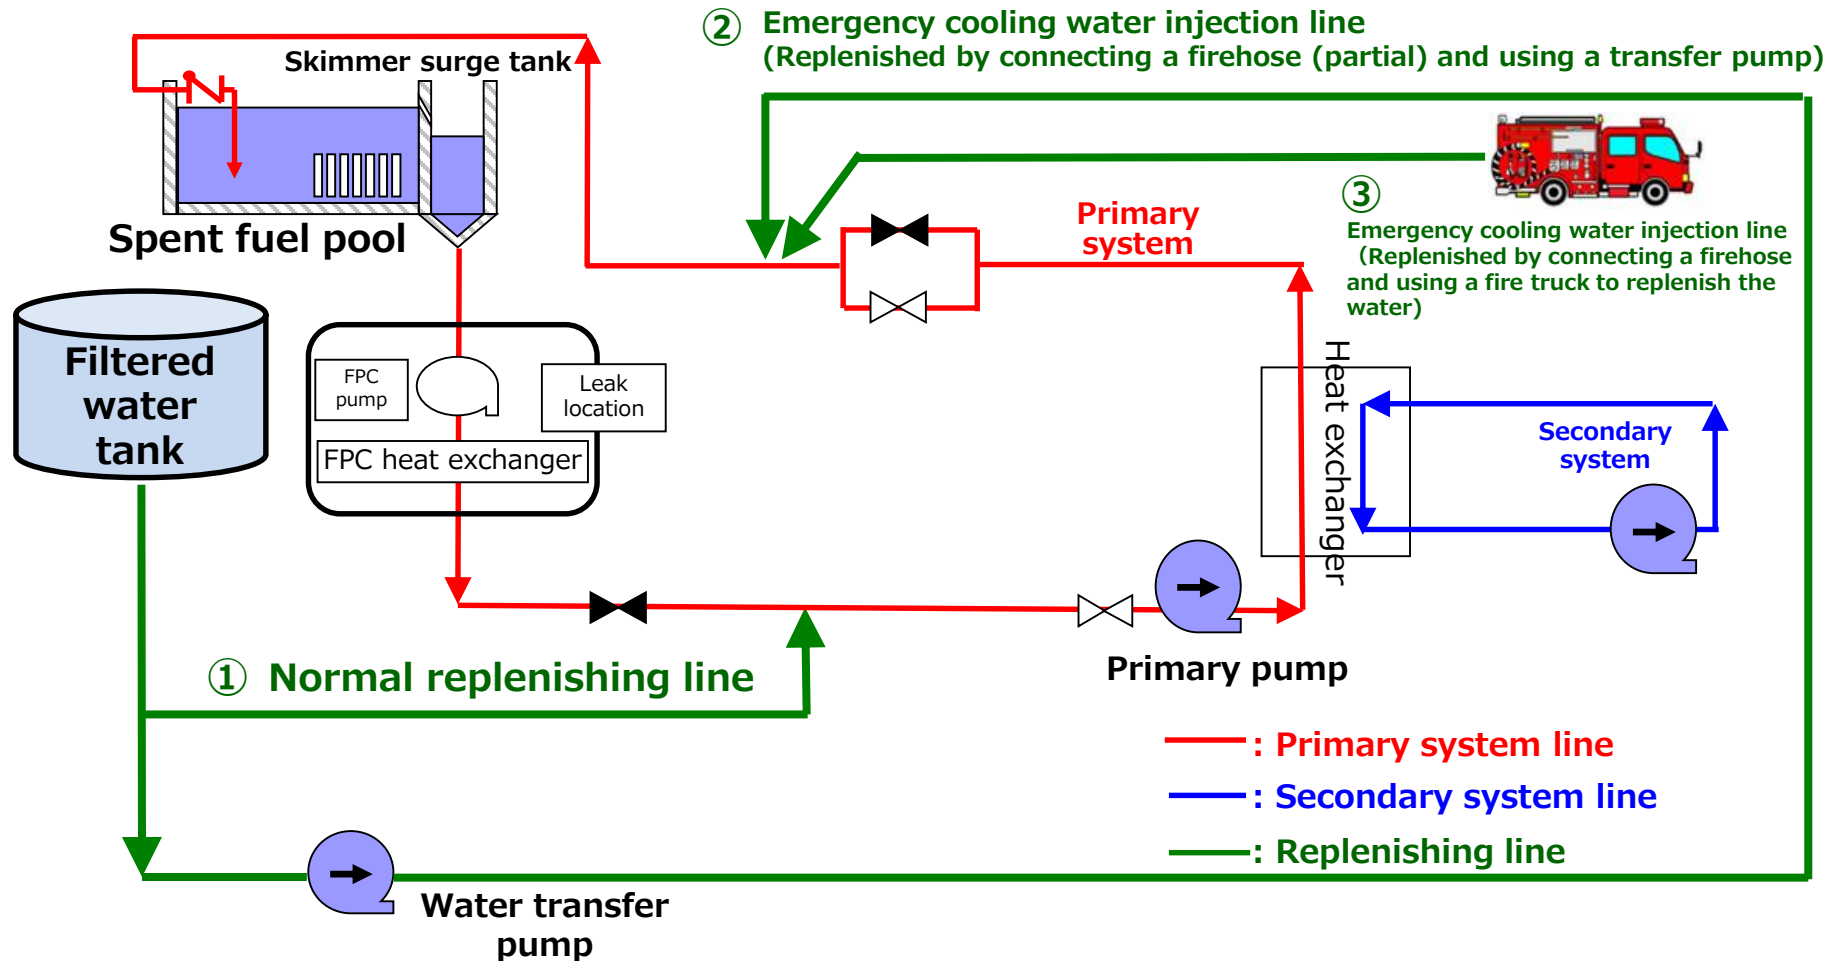 ② Emergency cooling water injection line
(Replenished by connecting a firehose (partial) and using a transfer pump)
Skimmer surge tank
Spent fuel pool
Primary
system
③
Emergency cooling water injection line
（Replenished by connecting a firehose
and using a fire truck to replenish the
water)
Filtered
water
tank
FPC
pump
Leak
location
FPC heat exchanger
Heat exchanger
Secondary
system
① Normal replenishing line
Primary pump
: Primary system line
: Secondary system line
: Replenishing line
Water transfer
pump